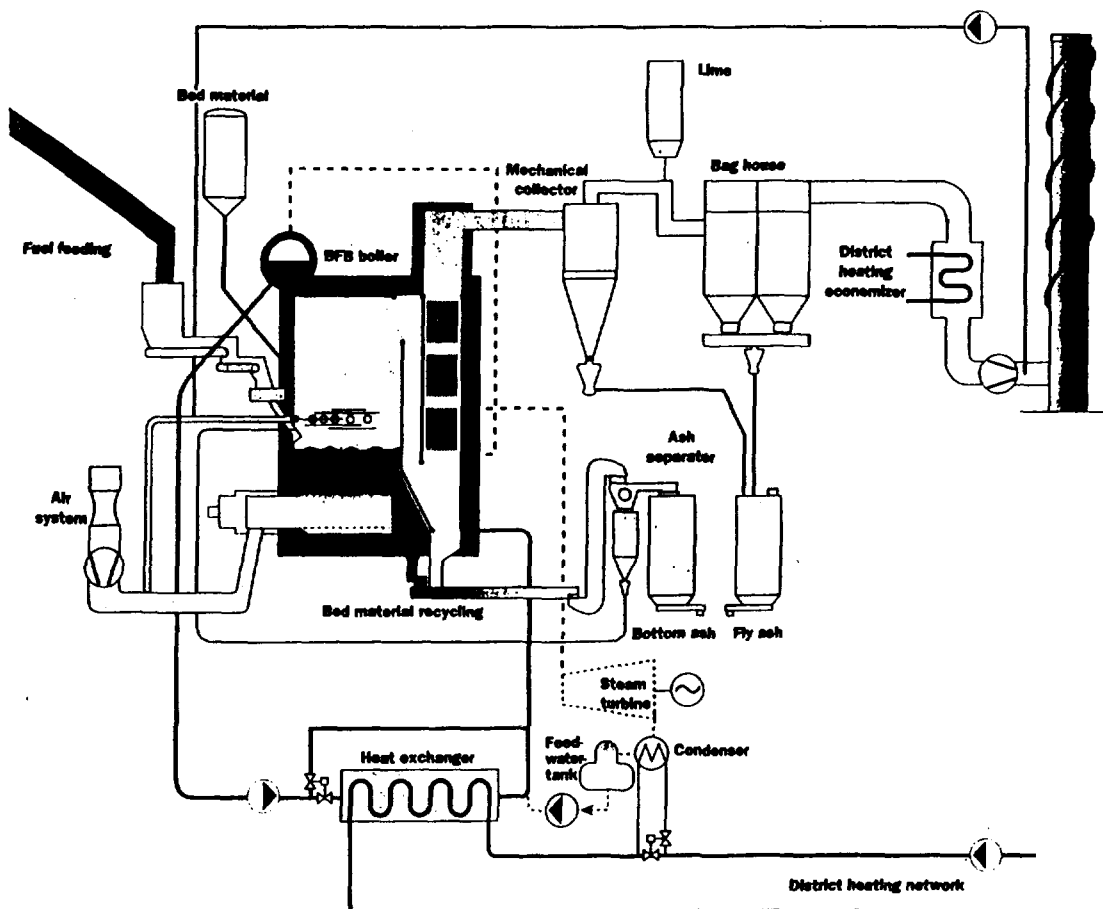 Lime
Bed material
Mechanical
collector
Bag house
Fuel feeding
BFB boiler
District
heating
economizer
Ash
separator
Air
system
Bed material recycling
Bottom ash
Fly ash
Steam
turbine
Feed-
water-
tank
Condenser
Heat exchanger
District heating network